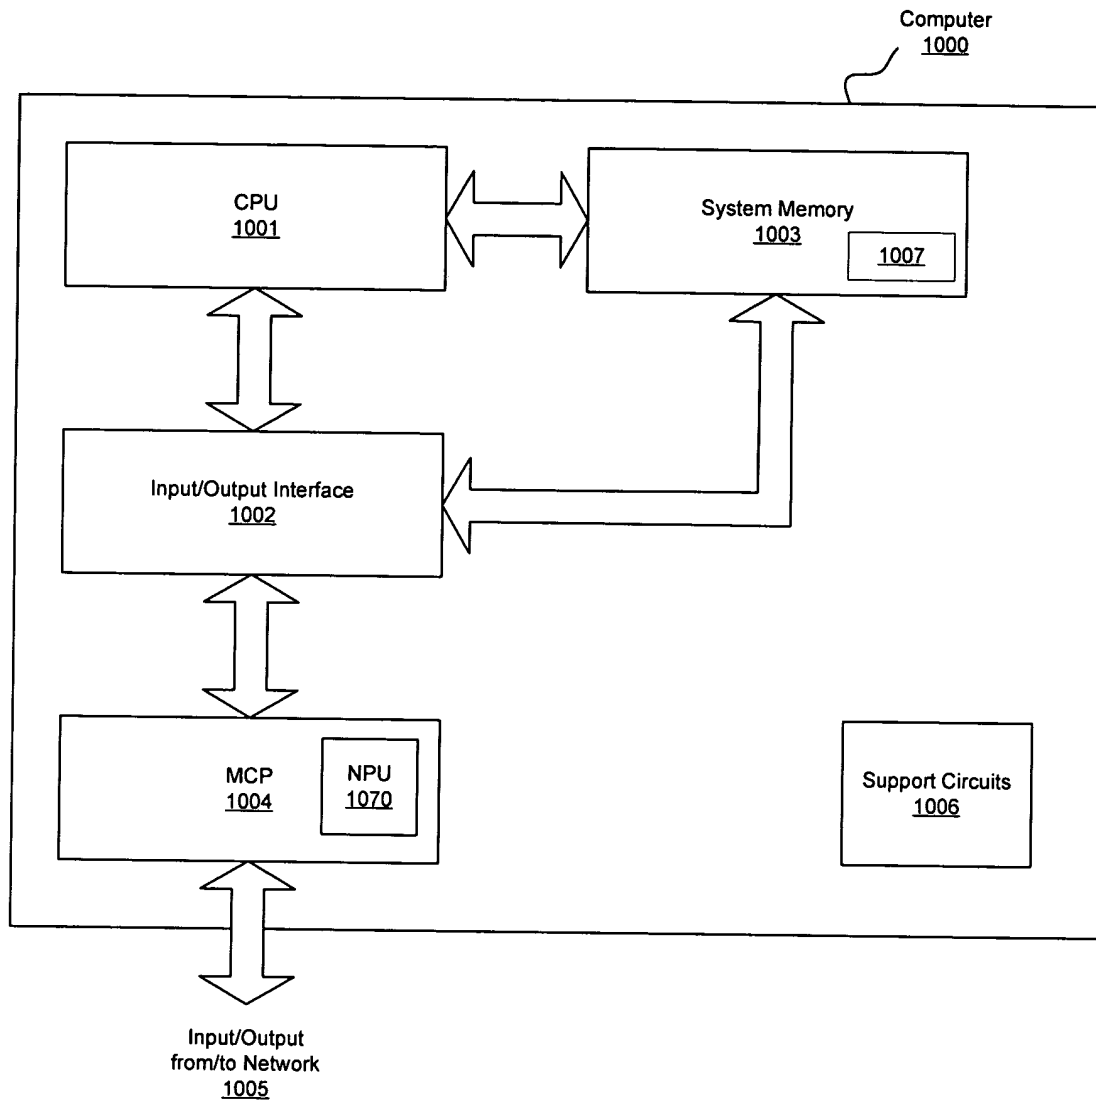 Computer
1000
CPU
1001
System Memory
1003
1007
Input/Output Interface
1002
MCP
1004
NPU
1070
Support Circuits
1006
Input/Output
from/to Network
1005